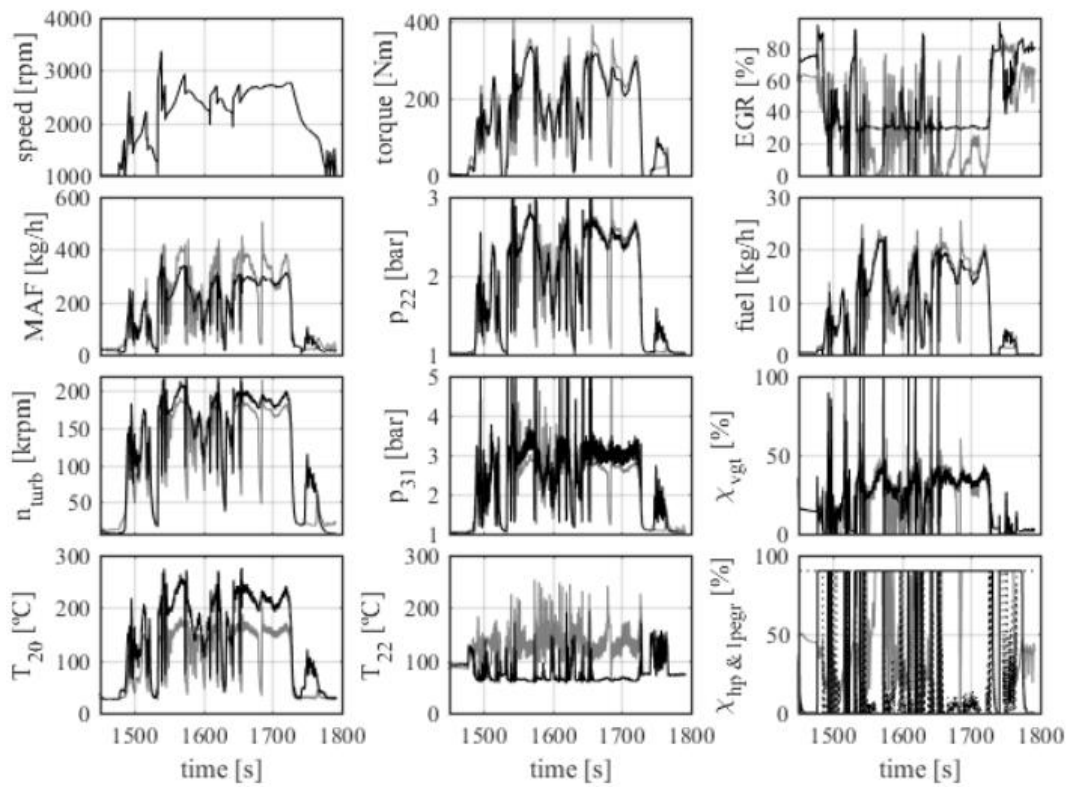 speed [rpm]
4000
3000
2000
1000
torque [Nm]
400
200
0
EGR [%]
80
60
40
20
0
MAF [kg/h]
600
400
200
0
p22 [bar]
3
2
1
fuel [kg/h]
30
20
10
0
nturb [krpm]
200
150
100
50
p31 [bar]
5
4
3
2
1
χvgt [%]
100
50
0
T20 [ºC]
300
200
100
0
1500 1600 1700 1800
time [s]
T22 [ºC]
300
200
100
0
1500 1600 1700 1800
time [s]
χhp & lpegr [%]
100
50
0
1500 1600 1700 1800
time [s]